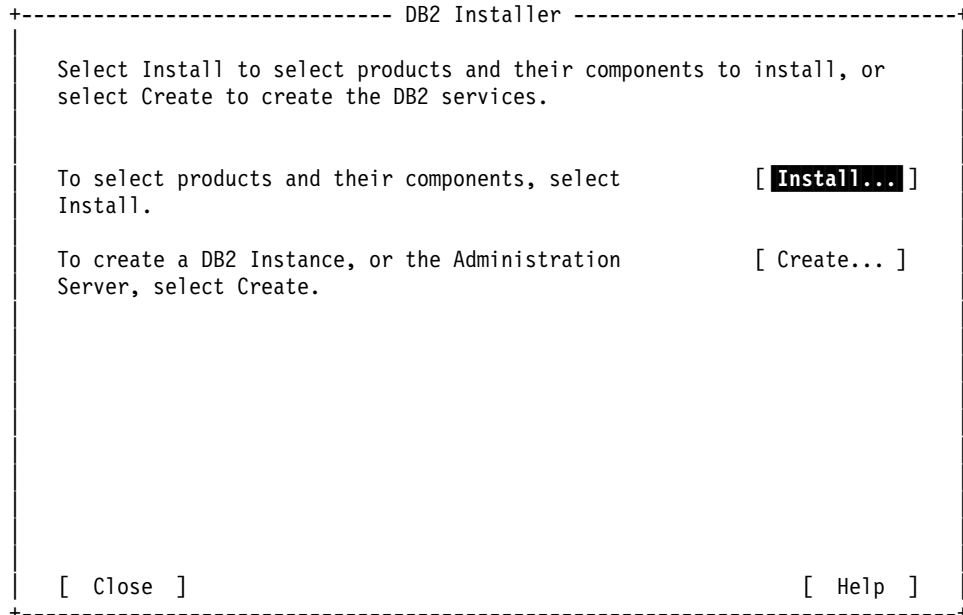 DB2 Installer
Select Install to select products and their components to install, or
select Create to create the DB2 services.
To select products and their components, select [ Install... ]
Install.
To create a DB2 Instance, or the Administration [ Create... ]
Server, select Create.
[ Close ] [ Help ]